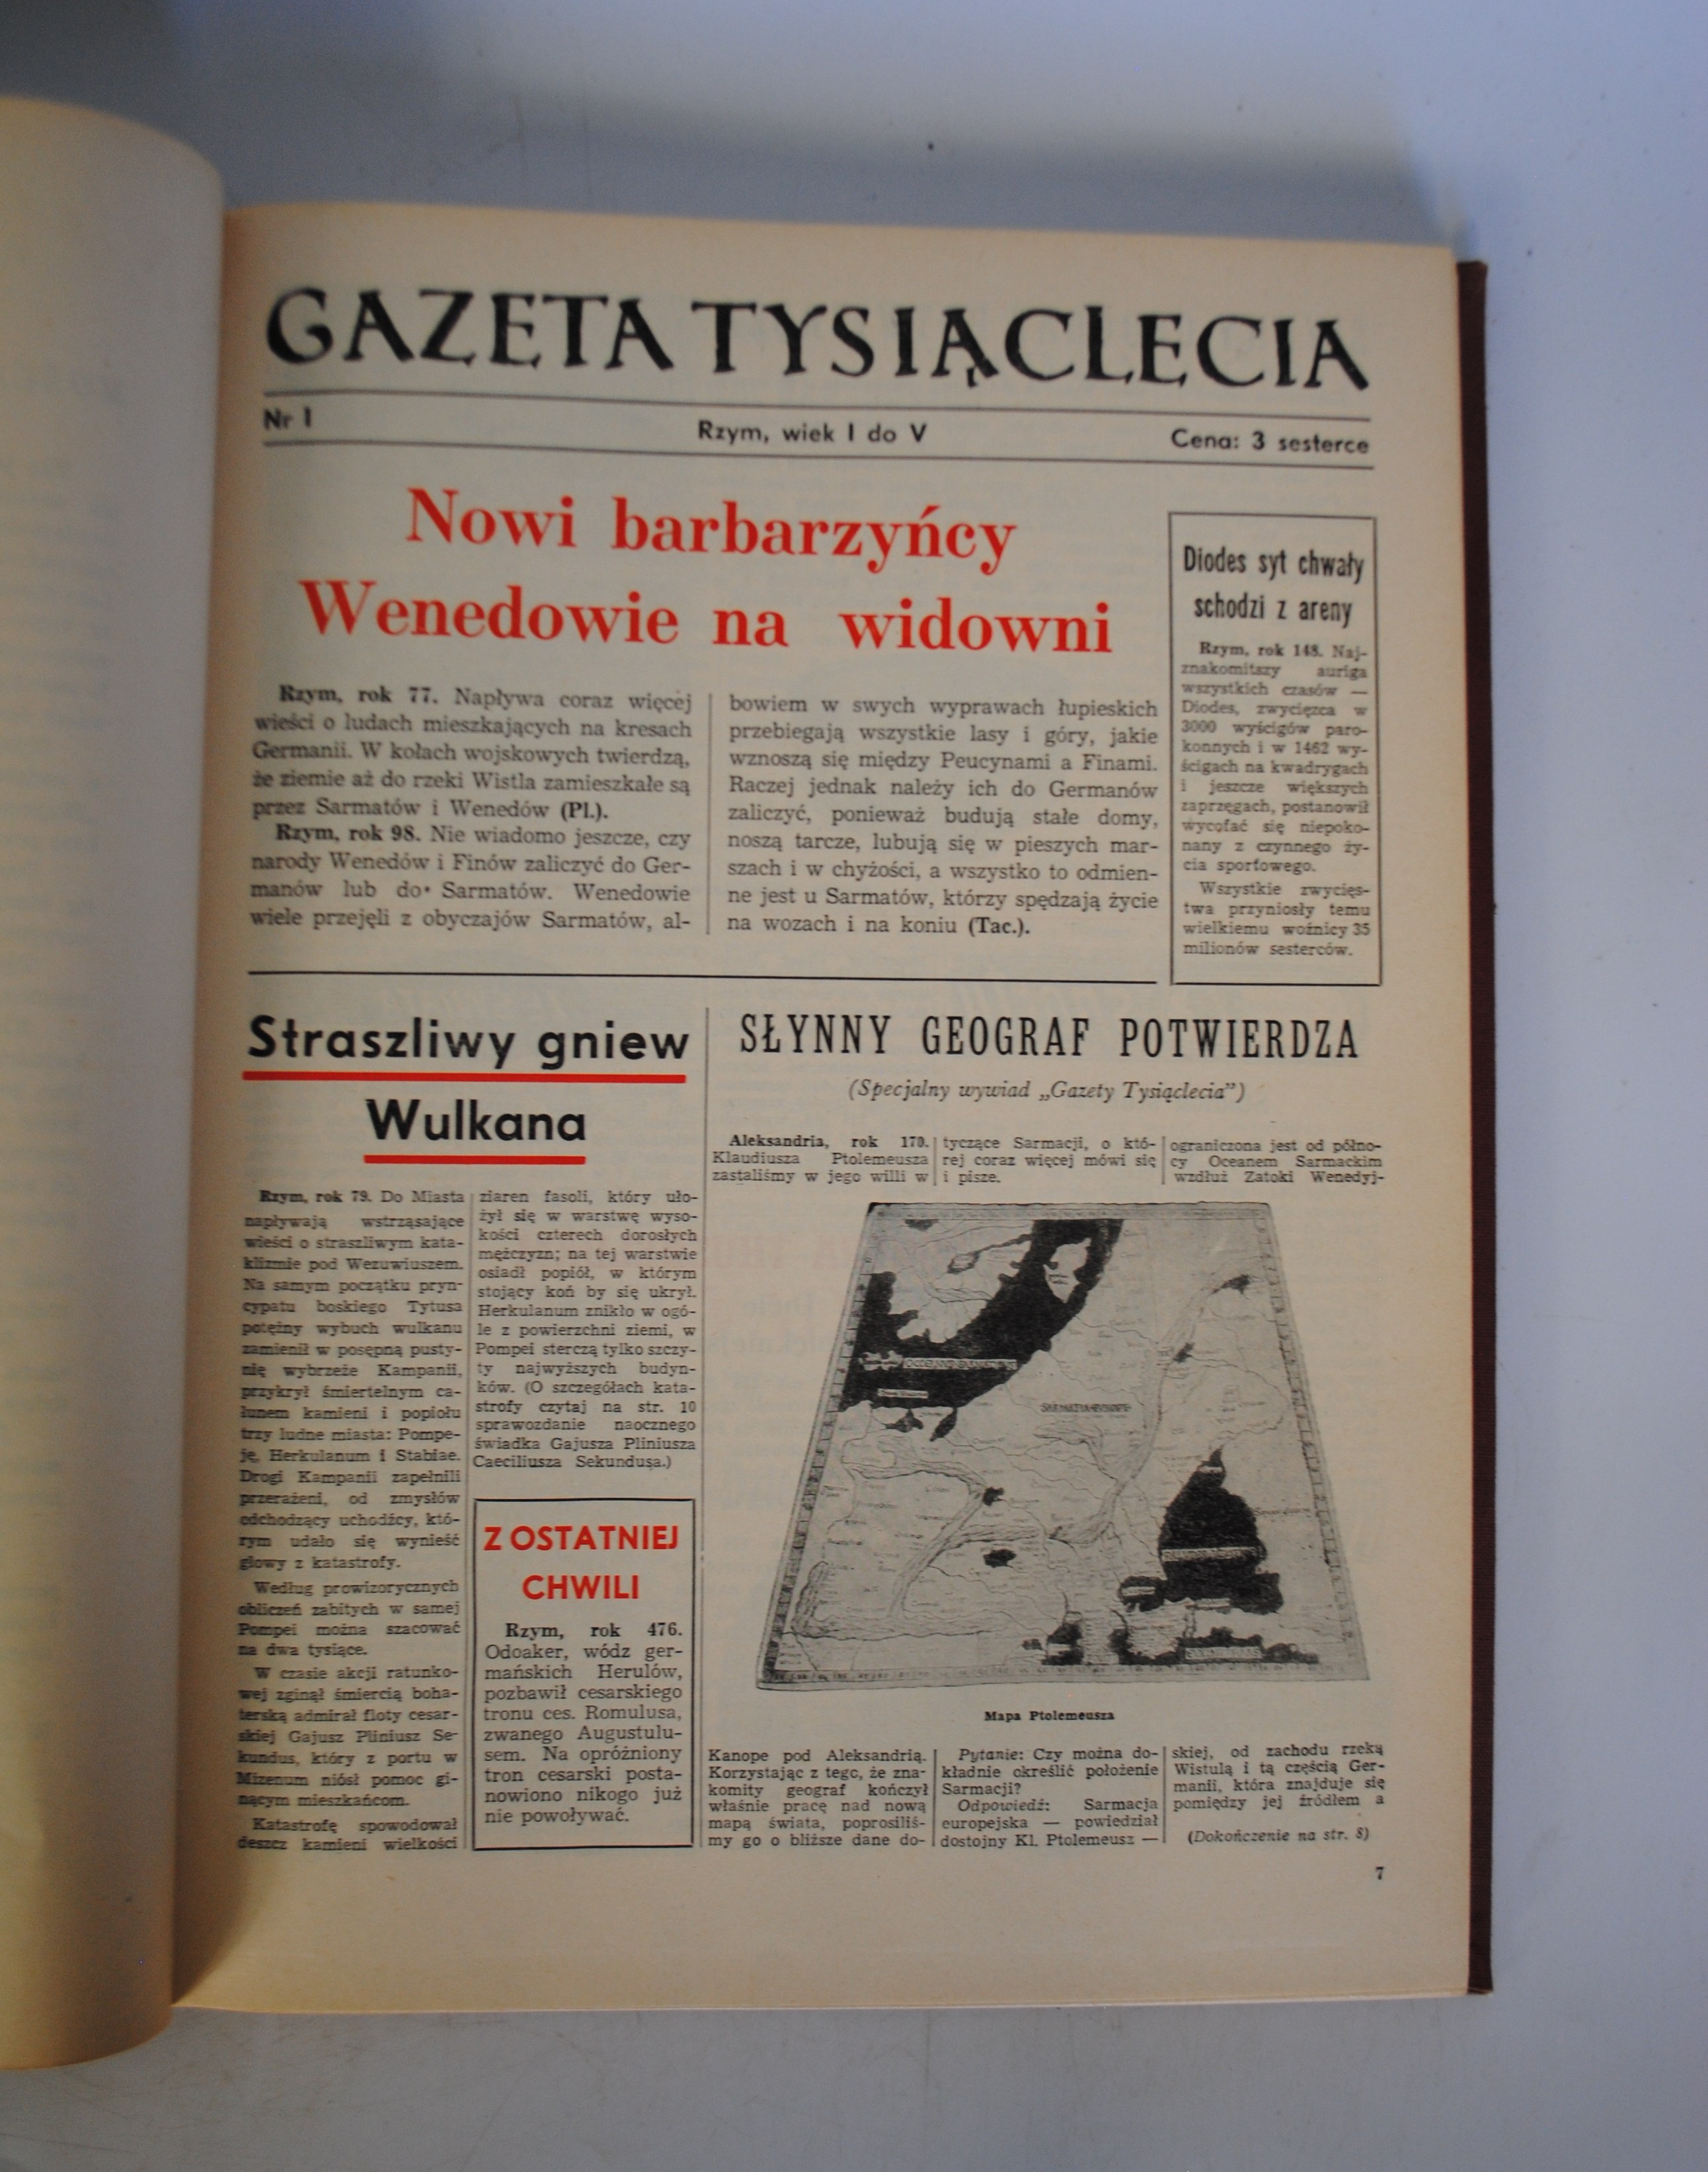 GAZETA TYSIĄCLECIA
Nr 1
Rzym, wiek I do V
Cena: 3 sesterce
Nowi barbarzyńcy
Wenedowie na widowni
Rzym, rok 77. Napływa coraz więcej
wieści o ludach mieszkających na kresach
Germanii. W kołach wojskowych twierdzą,
że ziemie aż do rzeki Wistla zamieszkałe są
przez Sarmatów i Wenedów (Pl.).
Rzym, rok 98. Nie wiadomo jeszcze, czy
narody Wenedów i Finów zaliczyć do Ger-
manów lub do Sarmatów. Wenedowie
wiele przejęli z obyczajów Sarmatów, al-
bowiem w swych wyprawach łupieskich
przebiegają wszystkie lasy i góry, jakie
wznoszą się między Peucynami a Finami.
Raczej jednak należy ich do Germanów
zaliczyć, ponieważ budują stałe domy,
noszą tarcze, lubują się w pieszych mar-
szach i w chyżości, a wszystko to odmien-
ne jest u Sarmatów, którzy spędzają życie
na wozach i na koniu (Tac.).
Diodes syt chwały
schodzi z areny
Rzym, rok 148. Naj-
znakomitszy auriga
wszystkich czasów —
Diodes, zwycięzca w
3000 wyścigów paro-
konnych i w 1462 wy-
ścigach na kwadrygach
i jeszcze większych
zaprzęgach, postanowił
wycofać się niepoko-
nany z czynnego ży-
cia sportowego.
Wszystkie zwycięs-
twa przyniosły temu
wielkiemu woźnicy 35
milionów sesterców.
Straszliwy gniew
Wulkana
Rzym, rok 79. Do Miasta
napływają wstrząsające
wieści o straszliwym kata-
klizmie pod Wezuwiuszem.
Na samym początku pryn-
cypatu boskiego Tytusa
potężny wybuch wulkanu
zamienił w posępną pusty-
nię wybrzeże Kampanii,
przykrył śmiertelnym ca-
łunem kamieni i popiołu
trzy ludne miasta: Pompe-
je, Herkulanum i Stabiae.
Drogi Kampanii zapełnili
przerażeni, od zmysłów
odchodzący uchodźcy, któ-
rym udało się wynieść
głowy z katastrofy.
Według prowizorycznych
obliczeń zabitych w samej
Pompei można szacować
na dwa tysiące.
W czasie akcji ratunko-
wej zginął śmiercią boha-
terską admirał floty cesar-
skiej Gajusz Pliniusz Se-
kundus, który z portu w
Mizenum niósł pomoc gi-
nącym mieszkańcom.
Katastrofę spowodował
deszcz kamieni wielkości
ziaren fasoli, który uło-
żył się w warstwę wyso-
kości czterech dorosłych
mężczyzn; na tej warstwie
osiadł popiół, w którym
stojący koń by się ukrył.
Herkulanum znikło w ogó-
le z powierzchni ziemi, w
Pompei sterczą tylko szczy-
ty najwyższych budyn-
ków. (O szczegółach kata-
strofy czytaj na str. 10
sprawozdanie naocznego
świadka Gajusza Pliniusza
Caeciliusza Sekundusa.)
Z OSTATNIEJ
CHWILI
Rzym, rok 476.
Odoaker, wódz ger-
mańskich Herulów,
pozbawił cesarskiego
tronu ces. Romulusa,
zwanego Augustulu-
sem. Na opróżniony
tron cesarski posta-
nowiono nikogo już
nie powoływać.
SŁYNNY GEOGRAF POTWIERDZA
(Specjalny wywiad „Gazety Tysiąclecia”)
Aleksandria, rok 170.
Klaudiusza Ptolemeusza
zastaliśmy w jego willi w
tyczące Sarmacji, o któ-
rej coraz więcej mówi się
i pisze.
ograniczona jest od półno-
cy Oceanem Sarmackim
wzdłuż Zatoki Wenedyj-
SARMATIA EUROPE
Mapa Ptolemeusza
Kanope pod Aleksandrią.
Korzystając z tego, że zna-
komity geograf kończył
właśnie pracę nad nową
mapą świata, poprosiliś-
my go o bliższe dane do-
Pytanie: Czy można do-
kładnie określić położenie
Sarmacji?
Odpowiedź: Sarmacja
europejska — powiedział
dostojny Kl. Ptolemeusz —
skiej, od zachodu rzeką
Wistulą i tą częścią Ger-
manii, która znajduje się
pomiędzy jej źródłem a
(Dokończenie na str. 8)
7